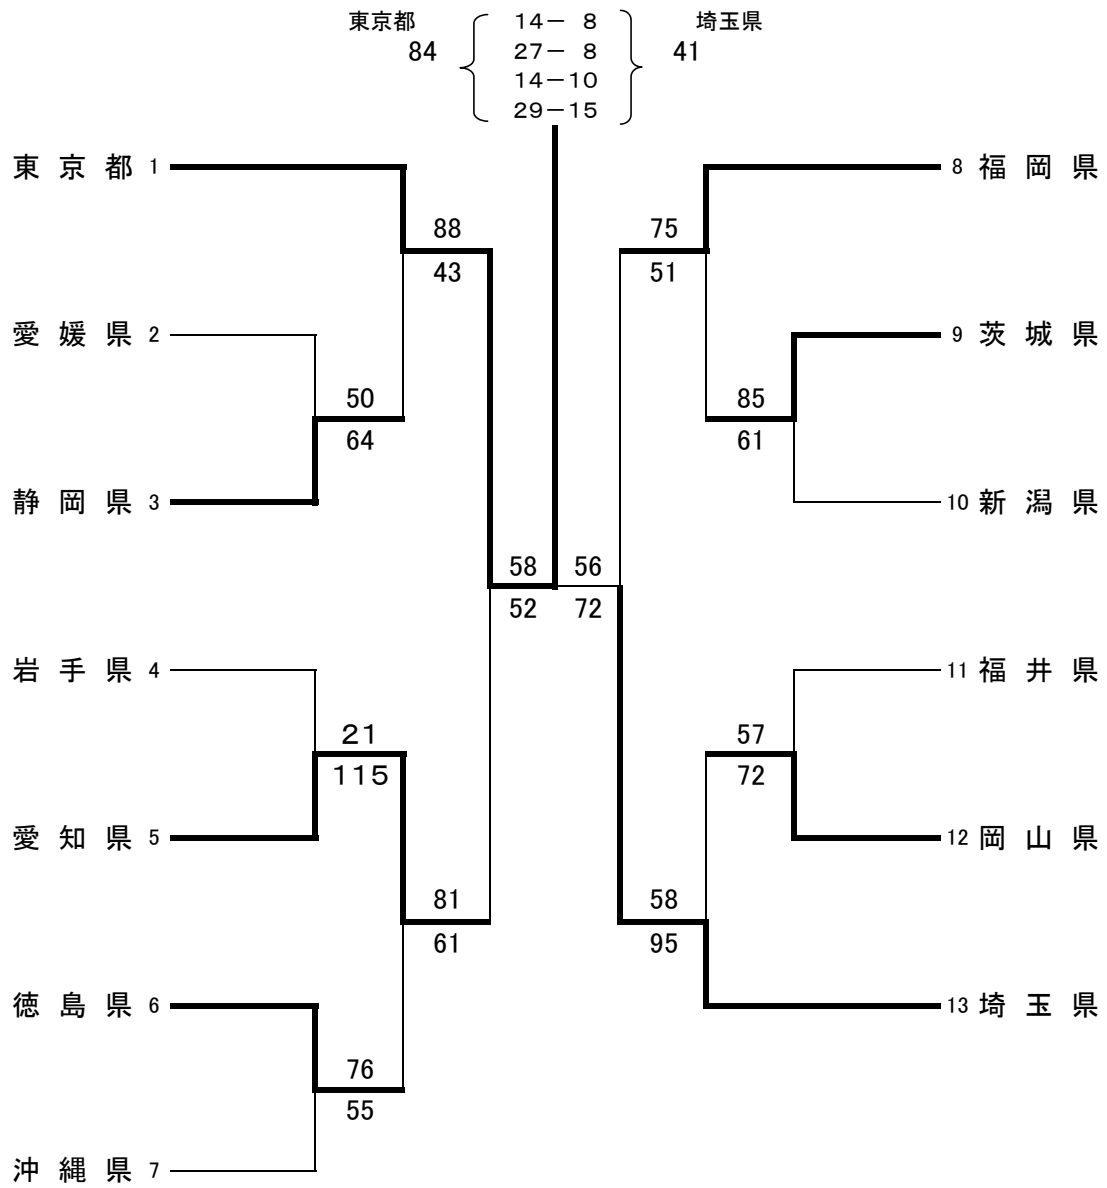 東京都 14－ 8 埼玉県
84 27－ 8 41
14－10
29－15
東京都 1 8 福岡県
88 75
43 51
愛媛県 2 9 茨城県
50 85
64 61
静岡県 3 10 新潟県
58 56
52 72
岩手県 4 11 福井県
21 57
115 72
愛知県 5 12 岡山県
81 58
61 95
徳島県 6 13 埼玉県
76
55
沖縄県 7